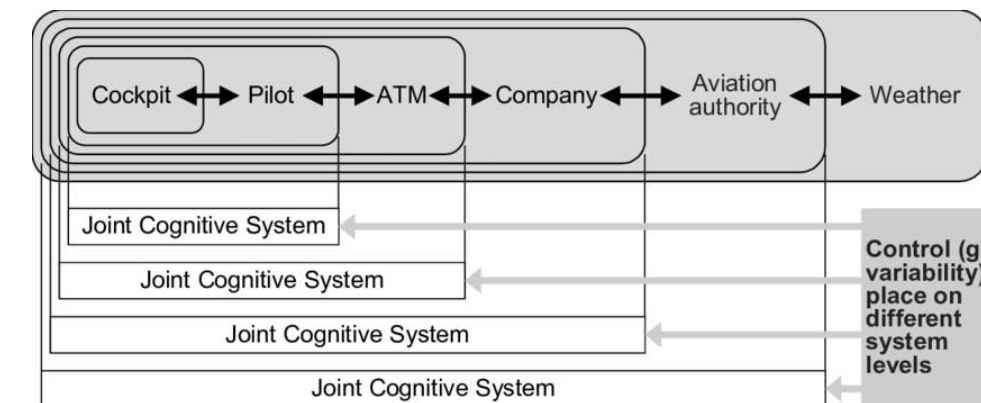 Cockpit Pilot ATM Company Aviation authority Weather
Joint Cognitive System
Joint Cognitive System
Joint Cognitive System
Joint Cognitive System
Control (g
variability)
place on
different
system
levels